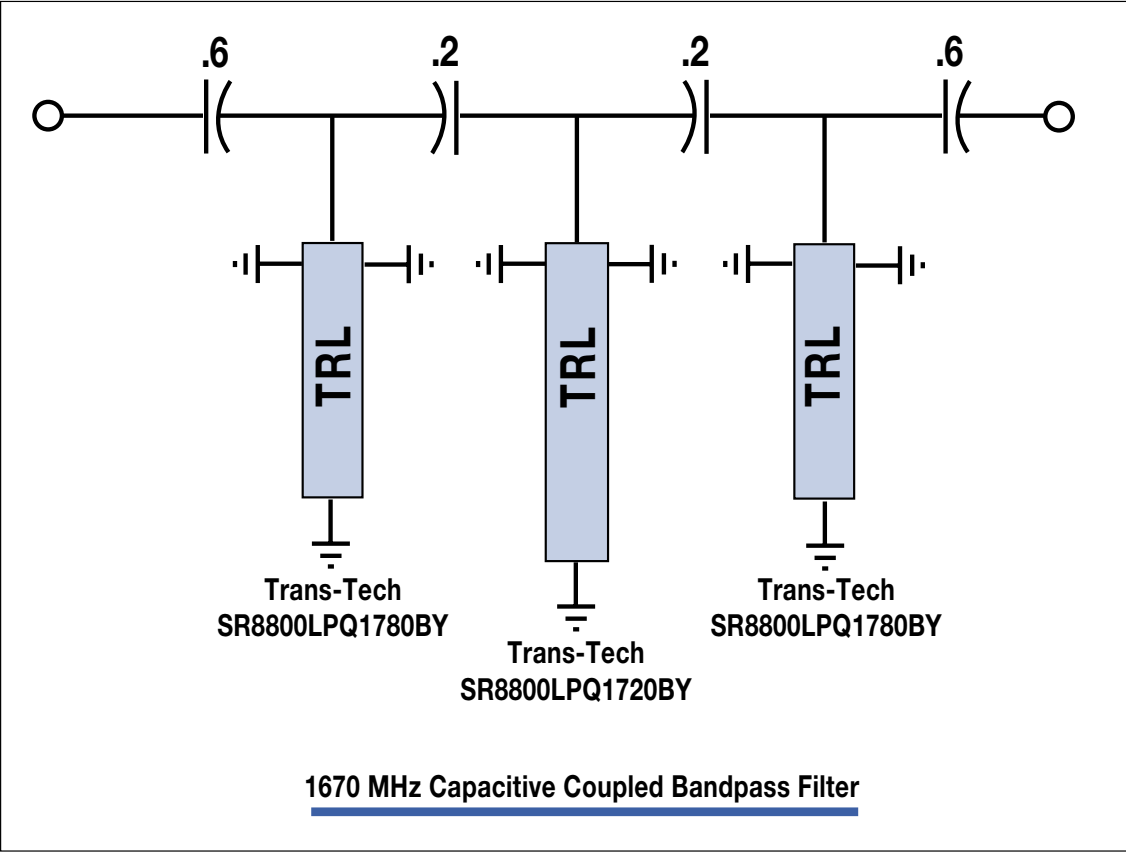 .6
.2
.2
.6
TRL
TRL
TRL
Trans-Tech
SR8800LPQ1780BY
Trans-Tech
SR8800LPQ1720BY
Trans-Tech
SR8800LPQ1780BY
1670 MHz Capacitive Coupled Bandpass Filter